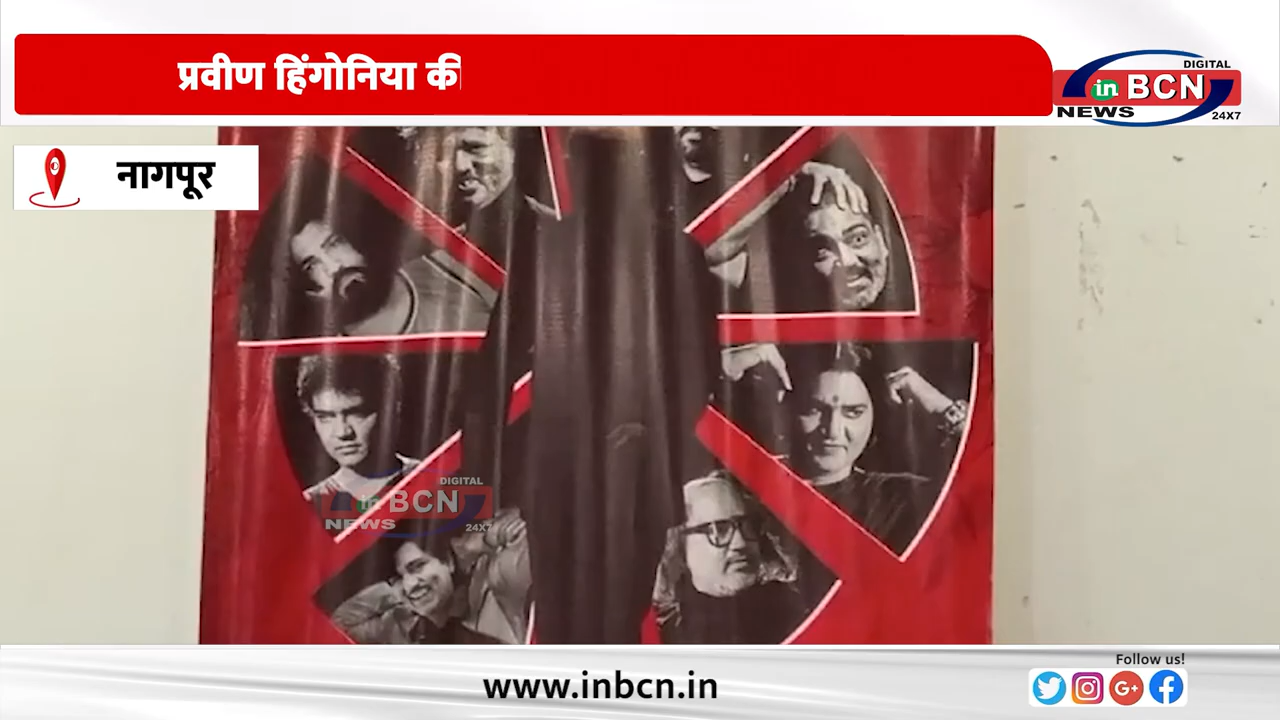 प्रवीण हिंगोनिया की
DIGITAL
in BCN
NEWS 24X7
नागपूर
DIGITAL
in BCN
NEWS 24X7
Follow us!
www.inbcn.in